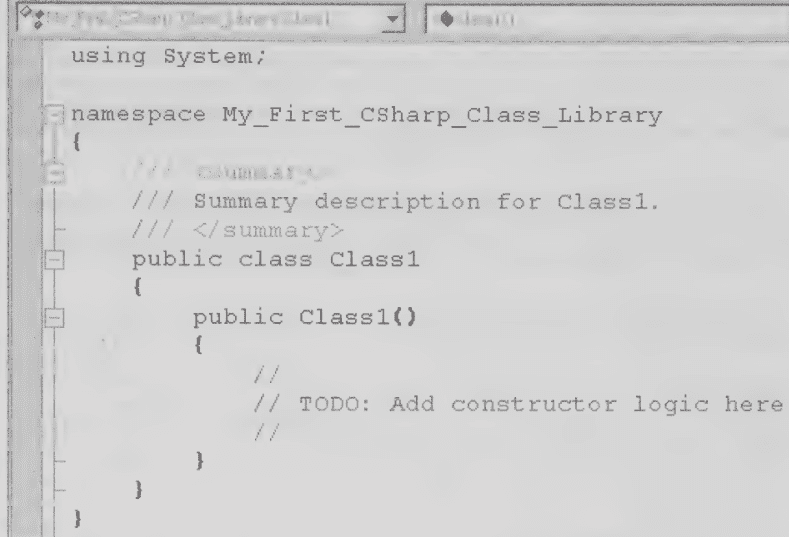 using System;
namespace My_First_CSharp_Class_Library
{
/// <summary>
/// Summary description for Class1.
/// </summary>
public class Class1
{
public Class1()
{
//
// TODO: Add constructor logic here
//
}
}
}